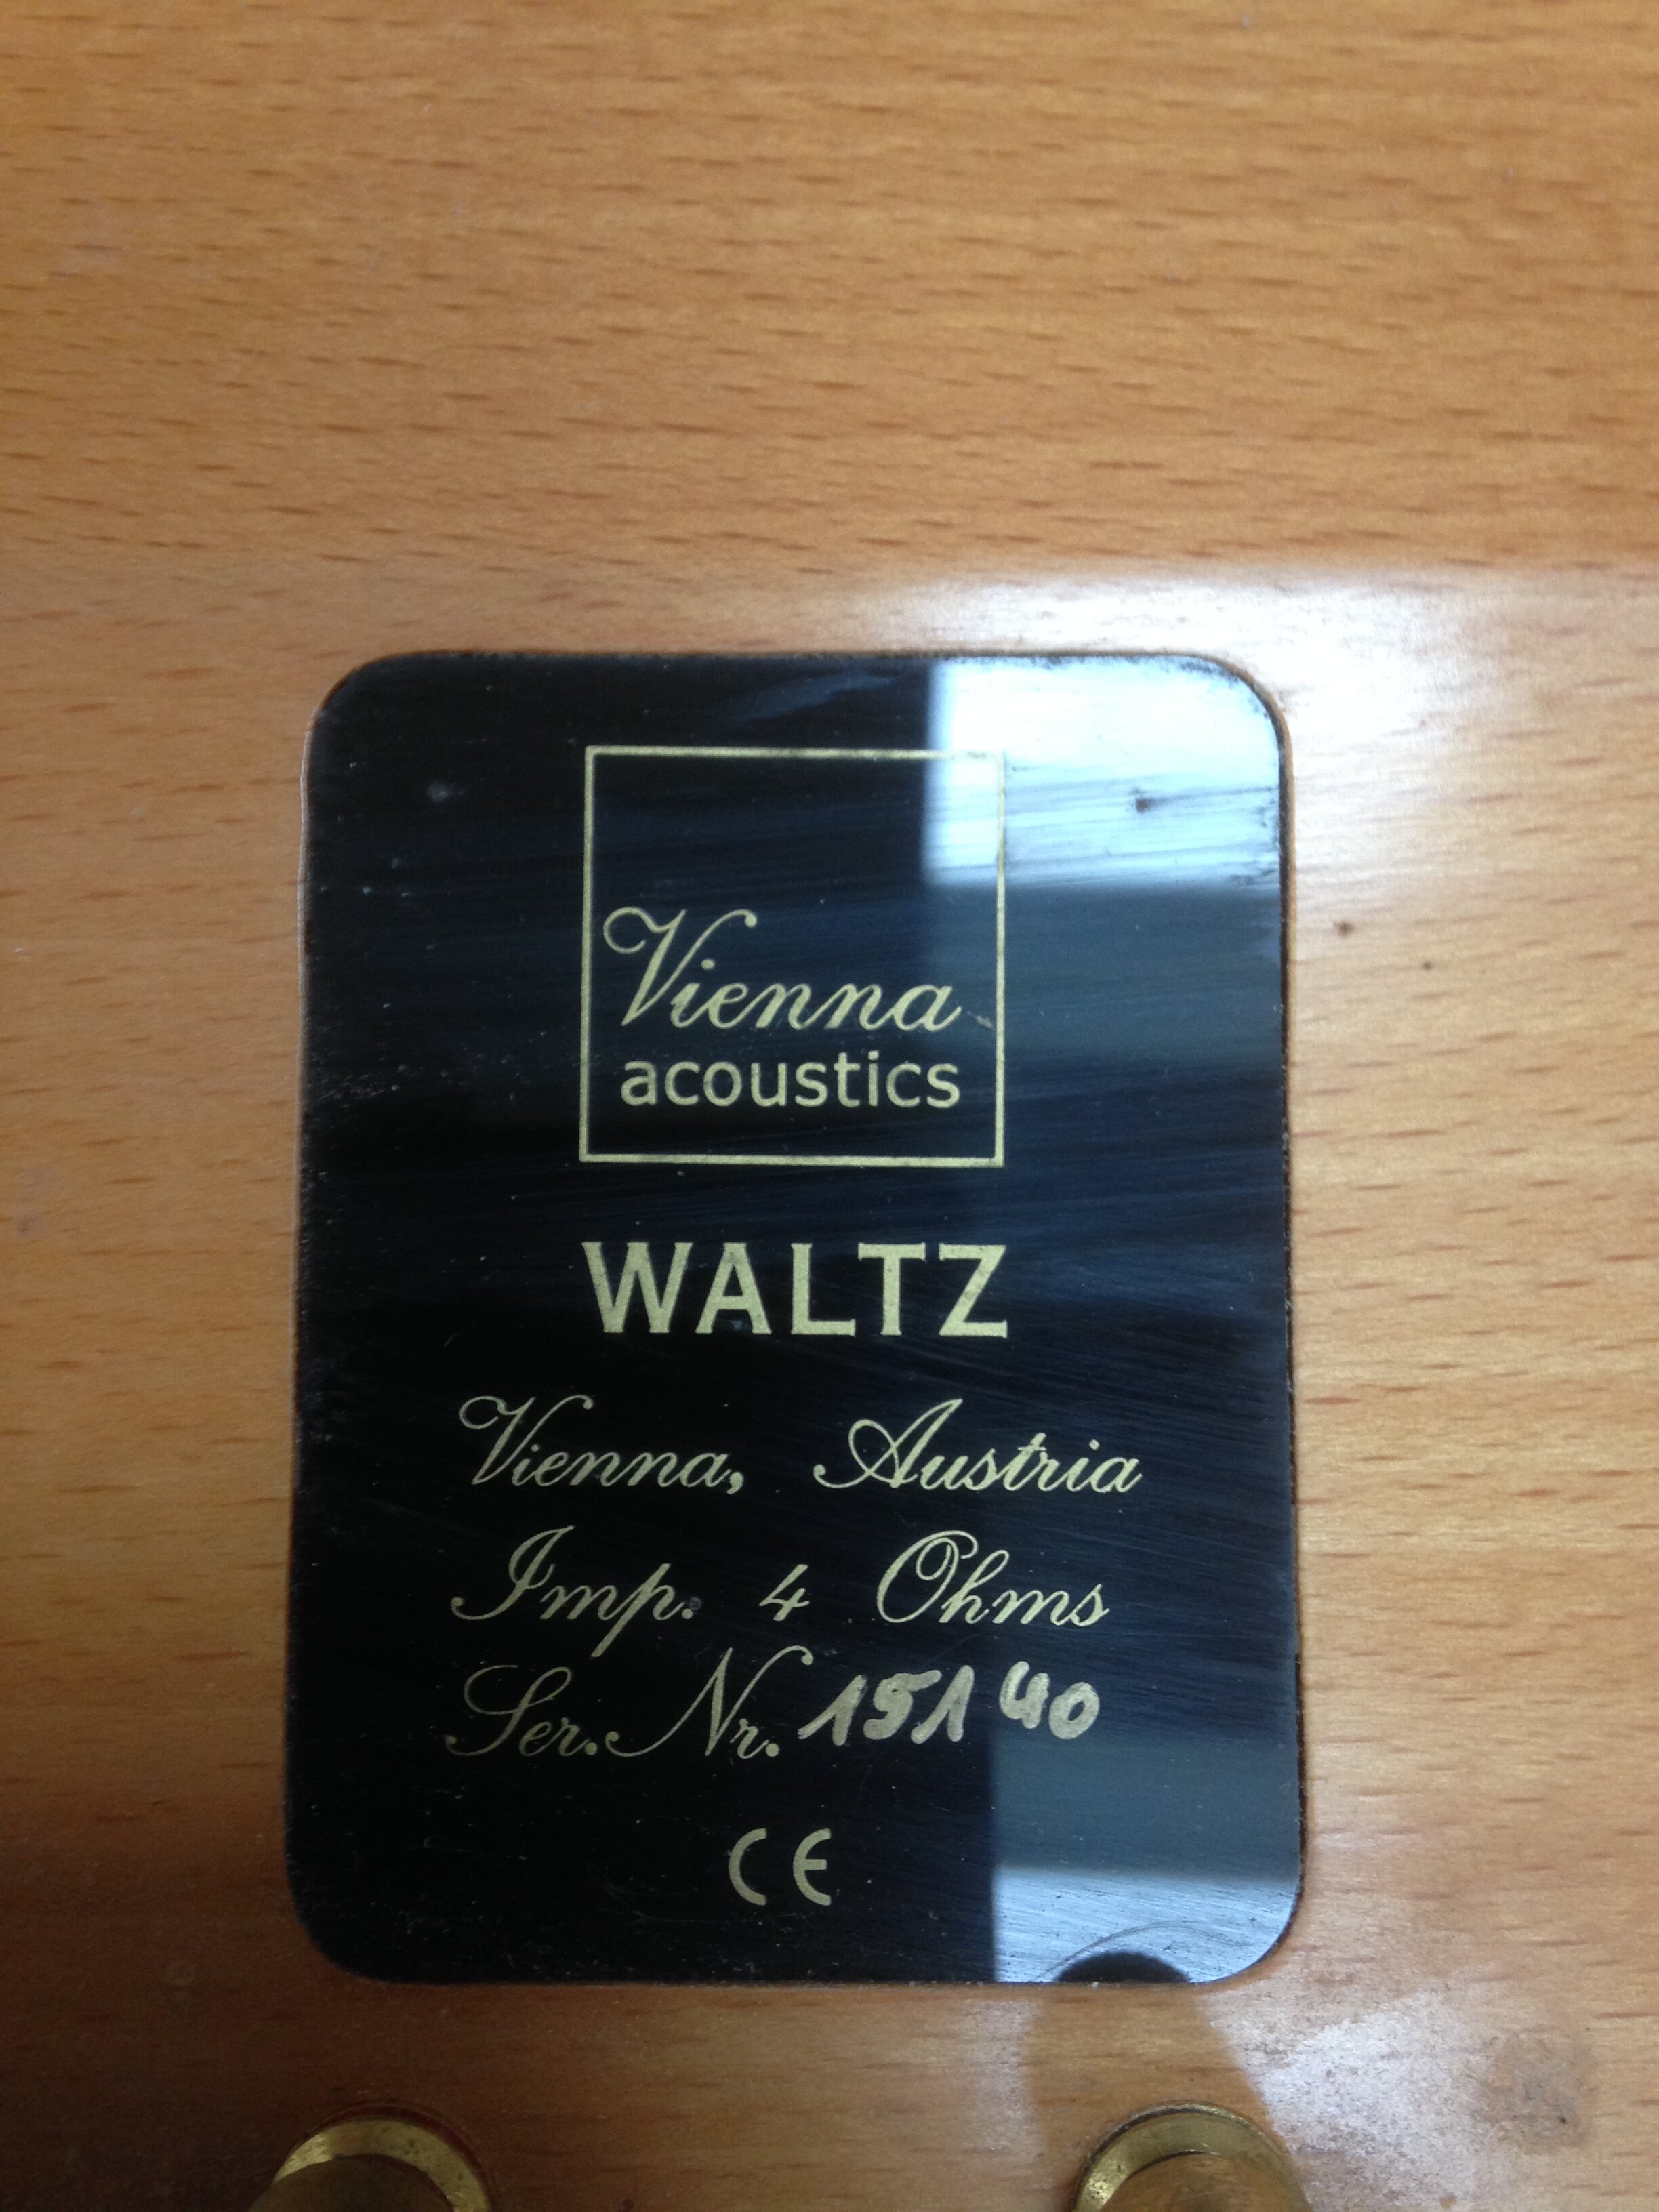 Vienna
acoustics
WALTZ
Vienna, Austria
Imp. 4 Ohms
Ser. Nr. 15140
CE